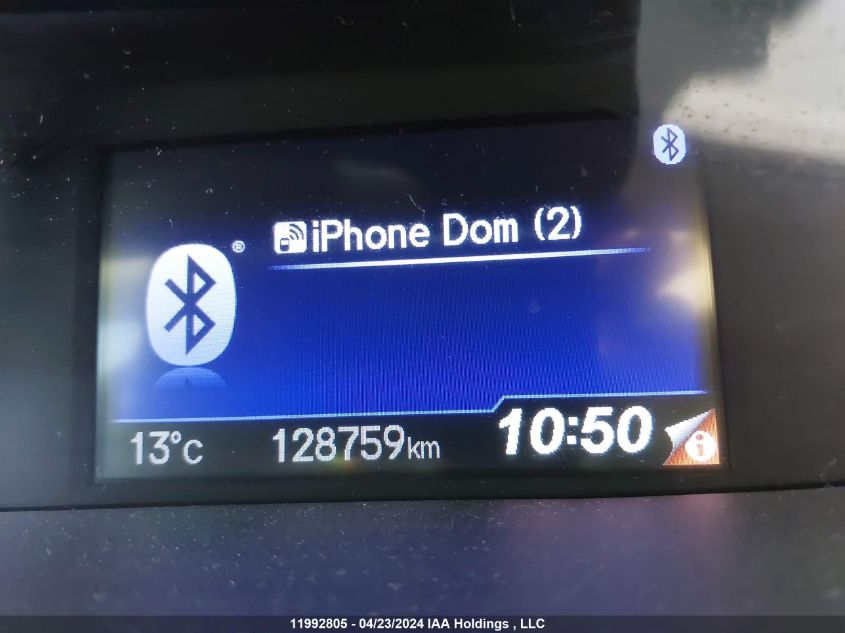 ®
iPhone Dom (2)
13°C 128759km 10:50 i
11992805 - 04/23/2024 IAA Holdings , LLC